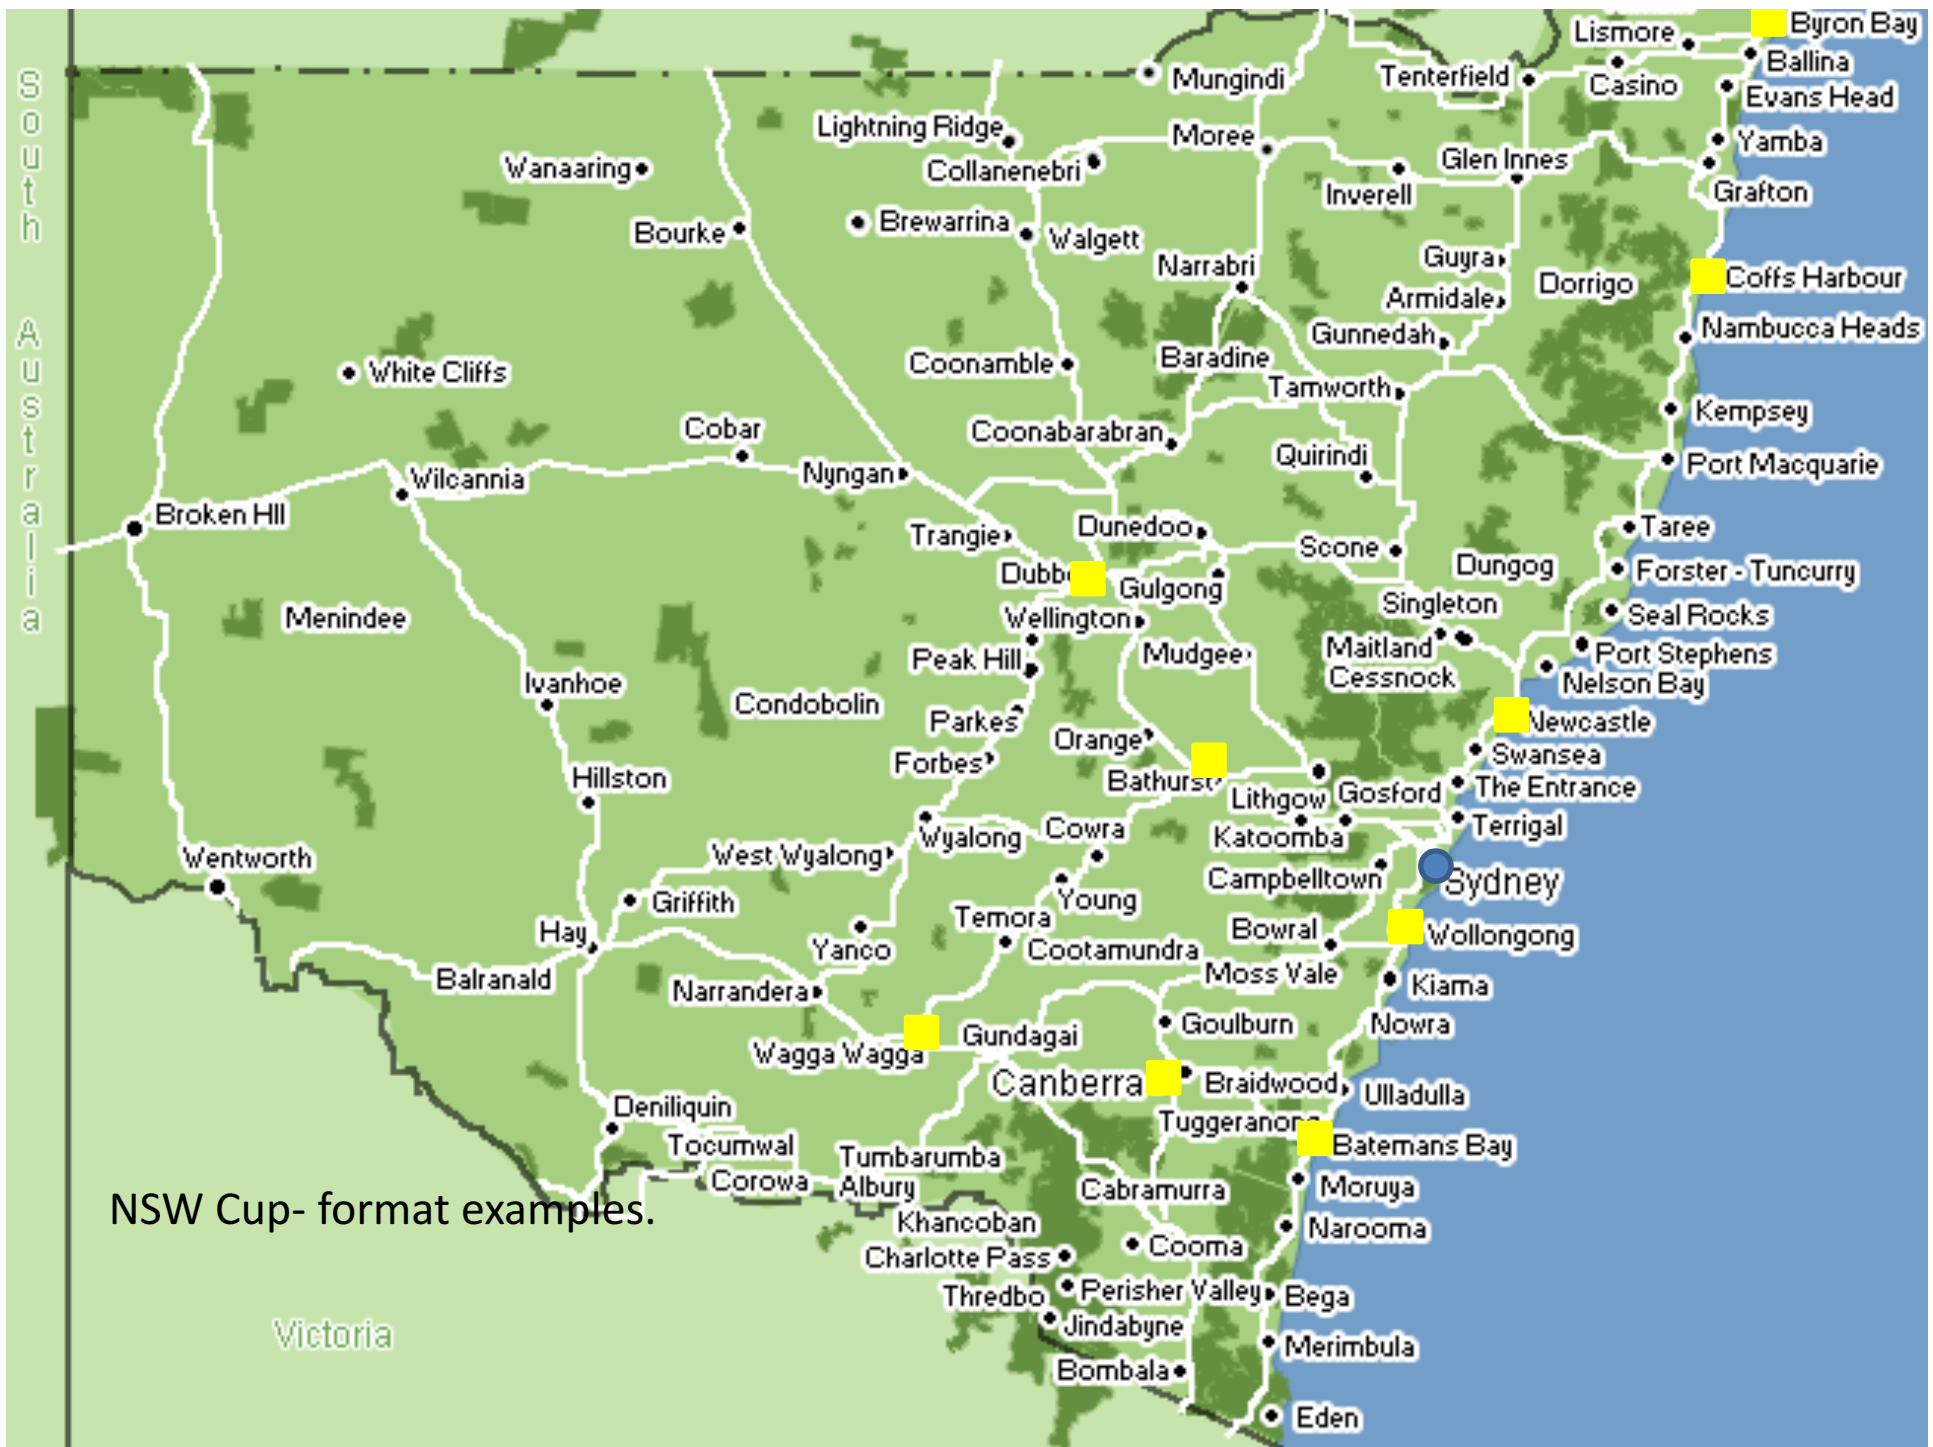 Byron Bay
Lismore
Ballina
South Australia
Mungindi
Tenterfield
Casino
Evans Head
Lightning Ridge
Moree
Yamba
Wanaaring
Collanenebri
Glen Innes
Inverell
Grafton
Bourke
Brewarrina
Walgett
Narrabri
Guyra
Dorrigo
Coffs Harbour
Armidale
Gunnedah
Nambucca Heads
White Cliffs
Coonamble
Baradine
Tamworth
Kempsey
Cobar
Coonabarabran
Quirindi
Port Macquarie
Wilcannia
Nyngan
Broken HIl
Trangie
Dunedoo
Scone
Taree
Dungog
Forster - Tuncurry
Dubb
Gulgong
Menindee
Wellington
Singleton
Seal Rocks
Peak Hill
Mudgee
Maitland
Port Stephens
Cessnock
Nelson Bay
Ivanhoe
Condobolin
Parkes
Newcastle
Orange
Swansea
Forbes
Hillston
Bathurst
Lithgow
Gosford
The Entrance
Wyalong
Cowra
Katoomba
Terrigal
Wentworth
West Wyalong
Campbelltown
Sydney
Griffith
Young
Temora
Hay
Yanco
Cootamundra
Bowral
Wollongong
Balranald
Narrandera
Moss Vale
Kiama
Wagga Wagga
Gundagai
Goulburn
Nowra
Canberra
Braidwood
Ulladulla
Deniliquin
Tuggeranong
Tocumwal
Tumbarumba
Batemans Bay
Corowa
Albury
Cabramurra
Moruya
NSW Cup- format examples.
Khancoban
Narooma
Charlotte Pass
Cooma
Thredbo
Perisher Valley
Bega
Victoria
Jindabyne
Merimbula
Bombala
Eden